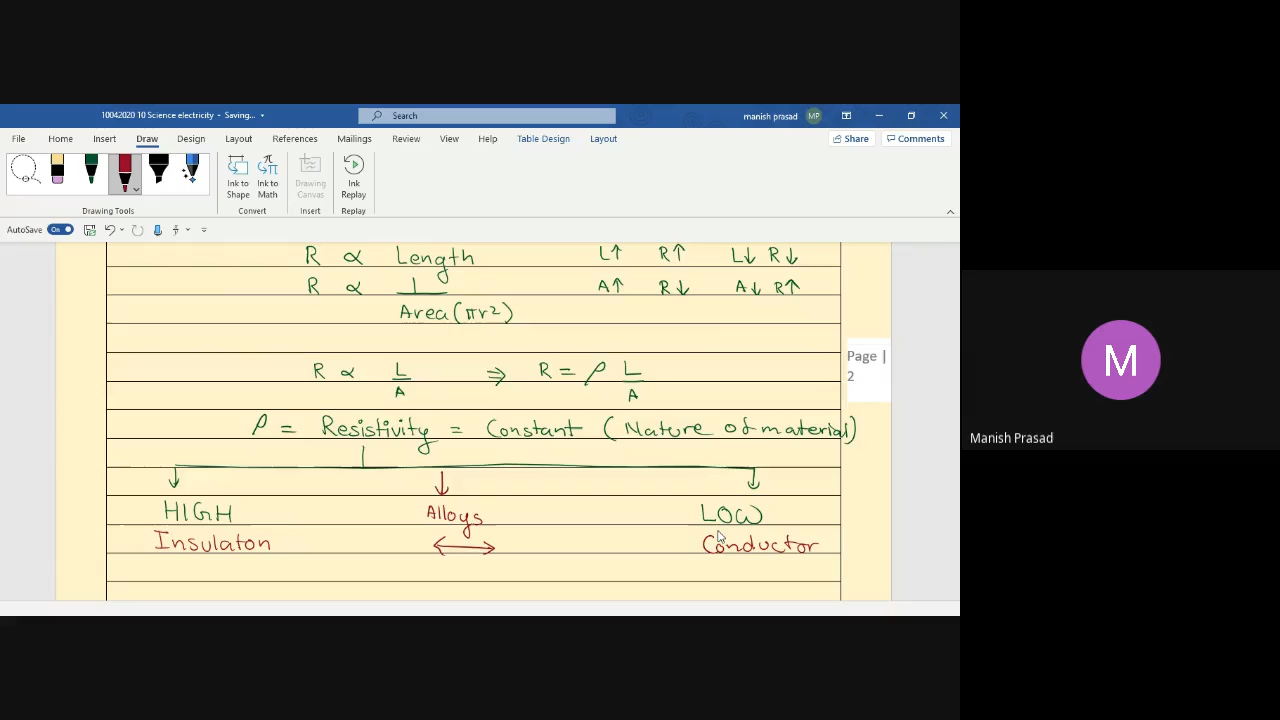 10041020 10 Science electricity - Saving...
Search
manish prasad MP
File Home Insert Draw Design Layout References Mailings Review View Help Table Design Layout Share Comments
Ink to Shape
Ink to Math
Drawing Canvas
Ink Replay
Drawing Tools Convert Insert Replay
AutoSave On
R ∝ Length L↑ R↑ L↓ R↓
R ∝ 1 A↑ R↓ A↓ R↑
Area (πr²)
R ∝ L/A ⇒ R = ρ L/A
Page | 2
ρ = Resistivity = Constant (Nature of material)
HIGH Alloys LOW
Insulaton ↔ Conductor
M
Manish Prasad